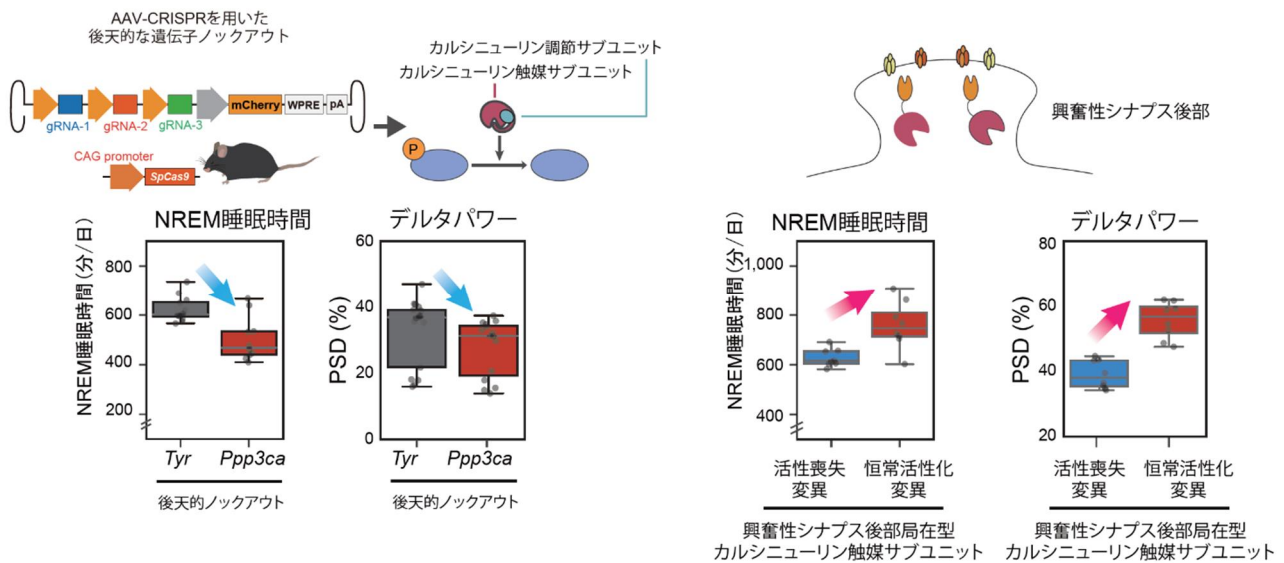 AAV-CRISPRを用いた
後天的な遺伝子ノックアウト
カルシニューリン調節サブユニット
カルシニューリン触媒サブユニット
mCherry
WPRE
pA
gRNA-1
gRNA-2
gRNA-3
CAG promoter
SpCas9
P
興奮性シナプス後部
NREM睡眠時間
NREM睡眠時間(分/日)
800
600
400
200
Tyr
Ppp3ca
後天的ノックアウト
デルタパワー
PSD (%)
60
40
20
0
Tyr
Ppp3ca
後天的ノックアウト
NREM睡眠時間
NREM睡眠時間(分/日)
1,000
800
600
400
活性喪失
変異
恒常活性化
変異
興奮性シナプス後部局在型
カルシニューリン触媒サブユニット
デルタパワー
PSD (%)
80
60
40
20
活性喪失
変異
恒常活性化
変異
興奮性シナプス後部局在型
カルシニューリン触媒サブユニット